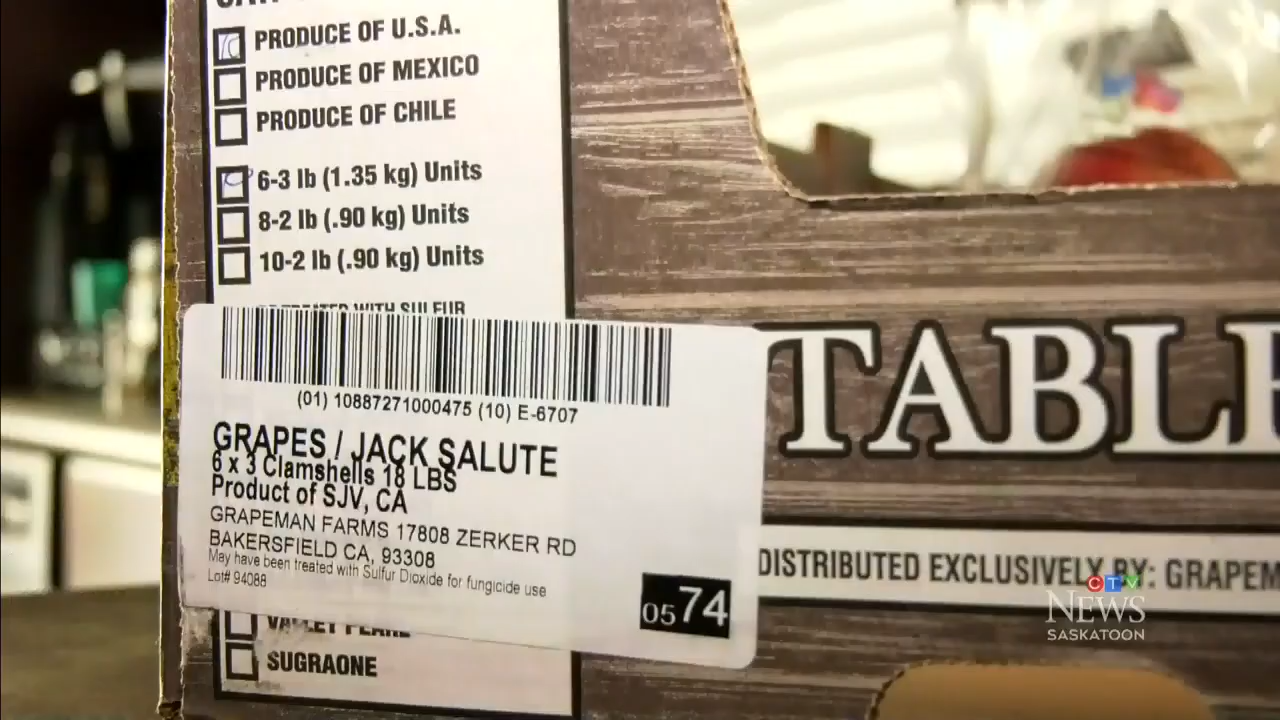 PRODUCE OF U.S.A.
PRODUCE OF MEXICO
PRODUCE OF CHILE
6-3 lb (1.35 kg) Units
8-2 lb (.90 kg) Units
10-2 lb (.90 kg) Units
TREATED WITH SULFUR
(01) 10887271000475 (10) E-6707
GRAPES / JACK SALUTE
6 x 3 Clamshells 18 LBS
Product of SJV, CA
GRAPEMAN FARMS 17808 ZERKER RD
BAKERSFIELD CA, 93308
May have been treated with Sulfur Dioxide for fungicide use
Lot# 94088
0574
VALLEY PEARL
SUGRAONE
TABLE
DISTRIBUTED EXCLUSIVELY BY: GRAPEM
CTV
NEWS
SASKATOON